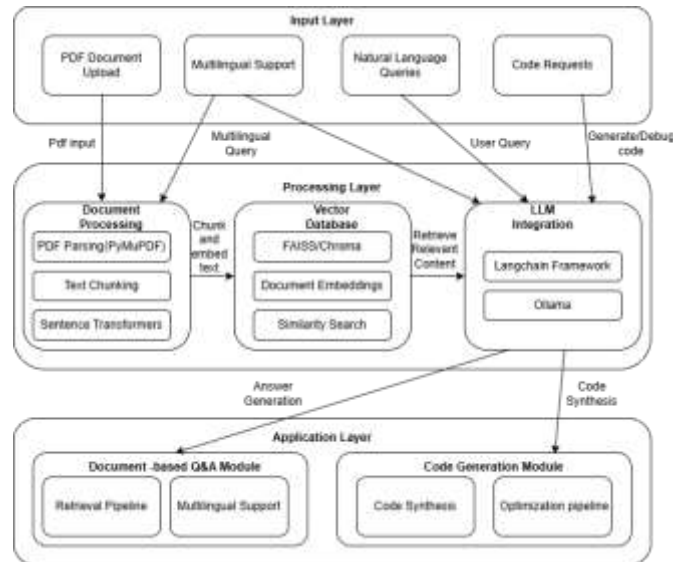 Input Layer
PDF Document
Upload
Multilingual Support
Natural Language
Queries
Code Requests
Pdf input
Multilingual
Query
User Query
Generate/Debug
code
Processing Layer
Document
Processing
PDF Parsing(PyMuPDF)
Text Chunking
Sentence Transformers
Chunk
and
embed
text
Vector
Database
FAISS/Chroma
Document Embeddings
Similarity Search
Retrieve
Relevant
Content
LLM
Integration
Langchain Framework
Ollama
Answer
Generation
Code
Synthesis
Application Layer
Document -based Q&A Module
Retrieval Pipeline
Multilingual Support
Code Generation Module
Code Synthesis
Optimization pipeline